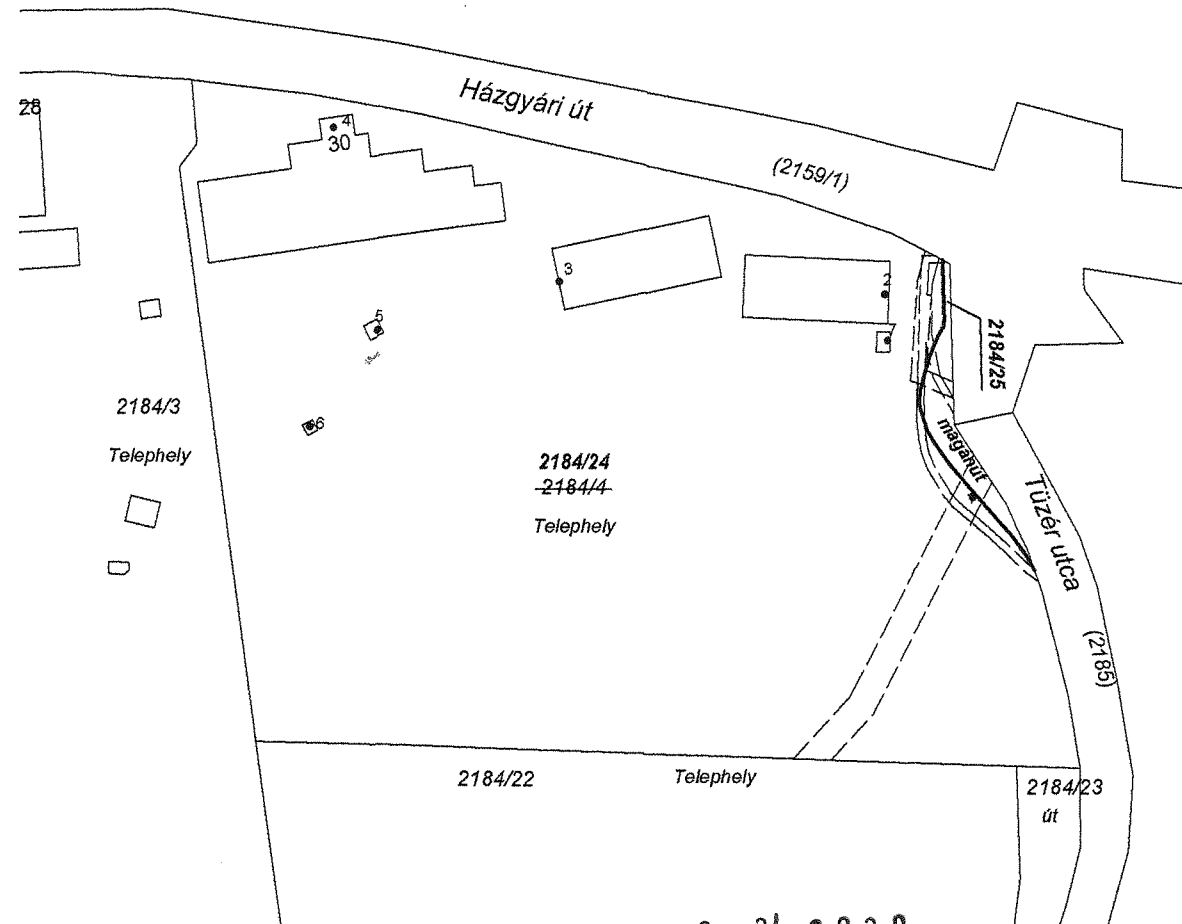 Házgyári út
28
4
30
(2159/1)
3
2
5
7
2184/25
2184/3
Telephely
6
magánút
2184/24
2184/4
Telephely
Tüzér utca
(2185)
2184/22
Telephely
2184/23
út